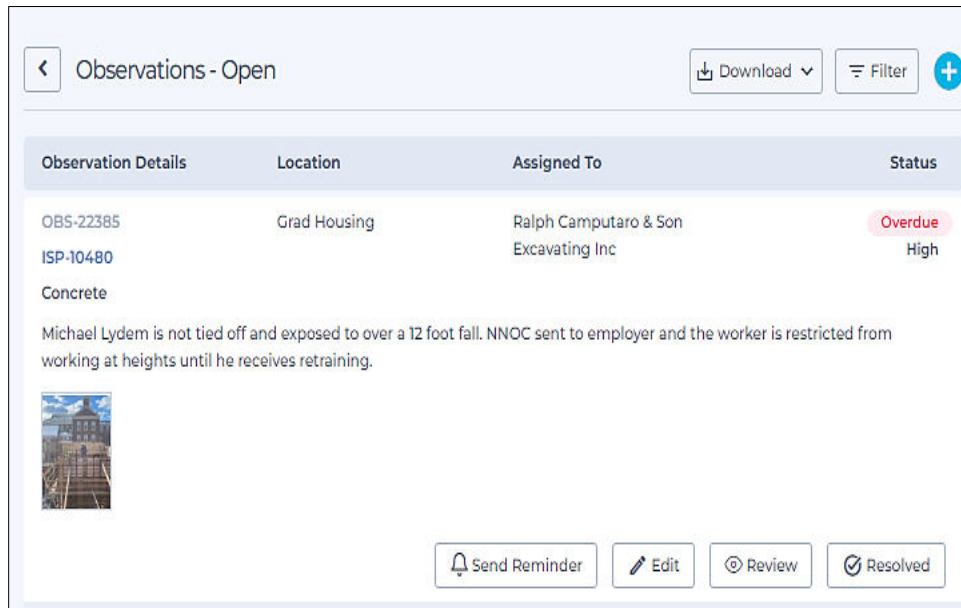 Observations - Open
Download
Filter
Observation Details
Location
Assigned To
Status
OBS-22385
Grad Housing
Ralph Camputaro & Son
Excavating Inc
Overdue
High
ISP-10480
Concrete
Michael Lydem is not tied off and exposed to over a 12 foot fall. NNOC sent to employer and the worker is restricted from
working at heights until he receives retraining.
Send Reminder
Edit
Review
Resolved